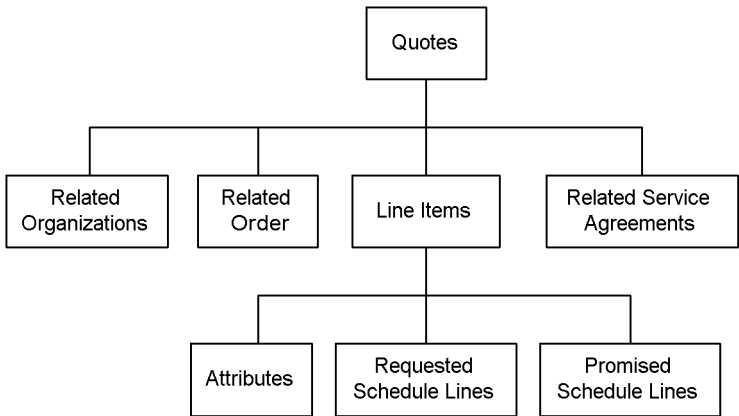 Quotes
Related
Organizations
Related
Order
Line Items
Related Service
Agreements
Attributes
Requested
Schedule Lines
Promised
Schedule Lines